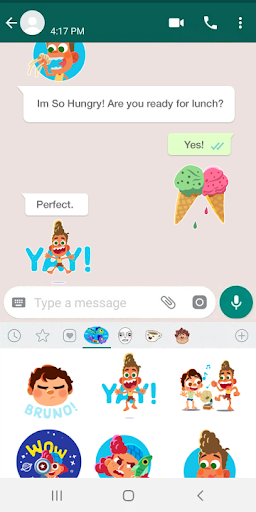 4:17 PM
Im So Hungry! Are you ready for lunch?
Yes!
Perfect.
YAY!
Type a message
BRUNO!
YAY!
WOW